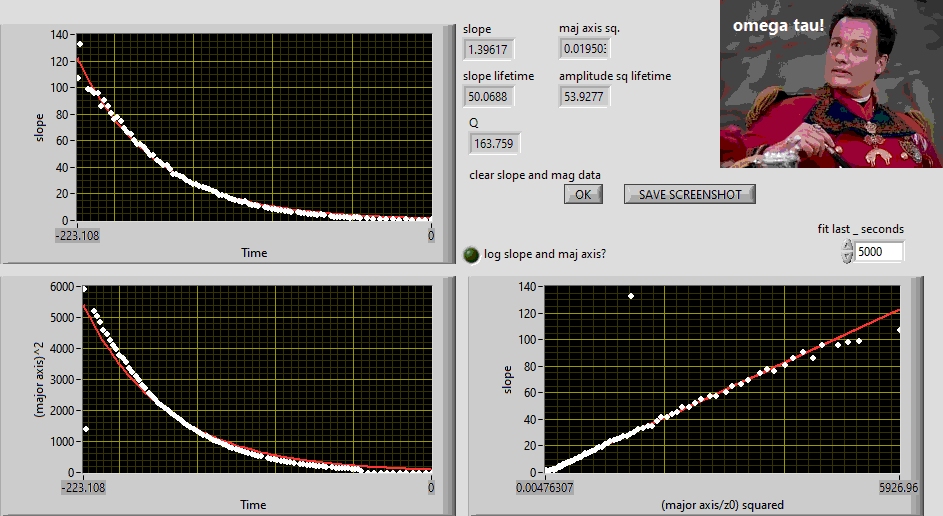 140
120
100
80
60
40
20
0
slope
-223.108
0
Time
slope
maj axis sq.
1.39617
0.01950
slope lifetime
amplitude sq lifetime
50.0688
53.9277
Q
163.759
clear slope and mag data
OK
SAVE SCREENSHOT
omega tau!
fit last _ seconds
5000
log slope and maj axis?
6000
5000
4000
3000
2000
1000
0
(major axis)^2
-223.108
0
Time
140
120
100
80
60
40
20
0
slope
0.00476307
5926.96
(major axis/z0) squared